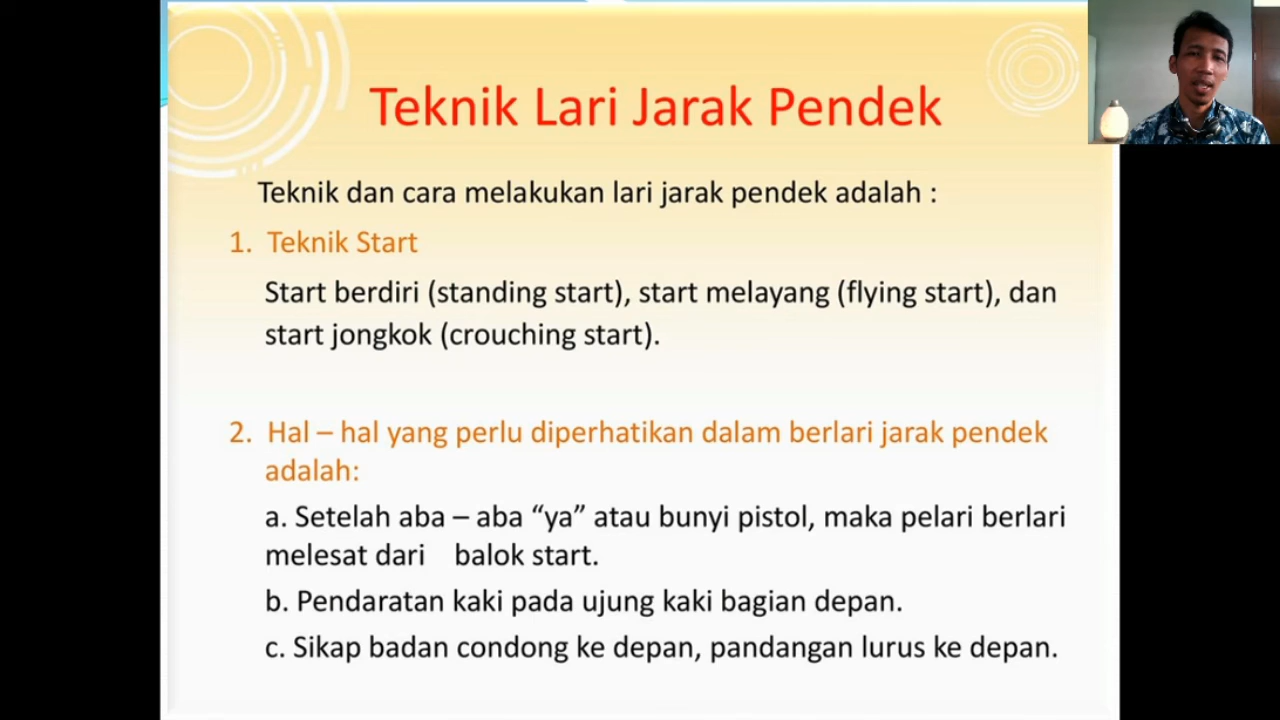 Teknik Lari Jarak Pendek
Teknik dan cara melakukan lari jarak pendek adalah :
1. Teknik Start
Start berdiri (standing start), start melayang (flying start), dan
start jongkok (crouching start).
2. Hal – hal yang perlu diperhatikan dalam berlari jarak pendek
adalah:
a. Setelah aba – aba “ya” atau bunyi pistol, maka pelari berlari
melesat dari balok start.
b. Pendaratan kaki pada ujung kaki bagian depan.
c. Sikap badan condong ke depan, pandangan lurus ke depan.